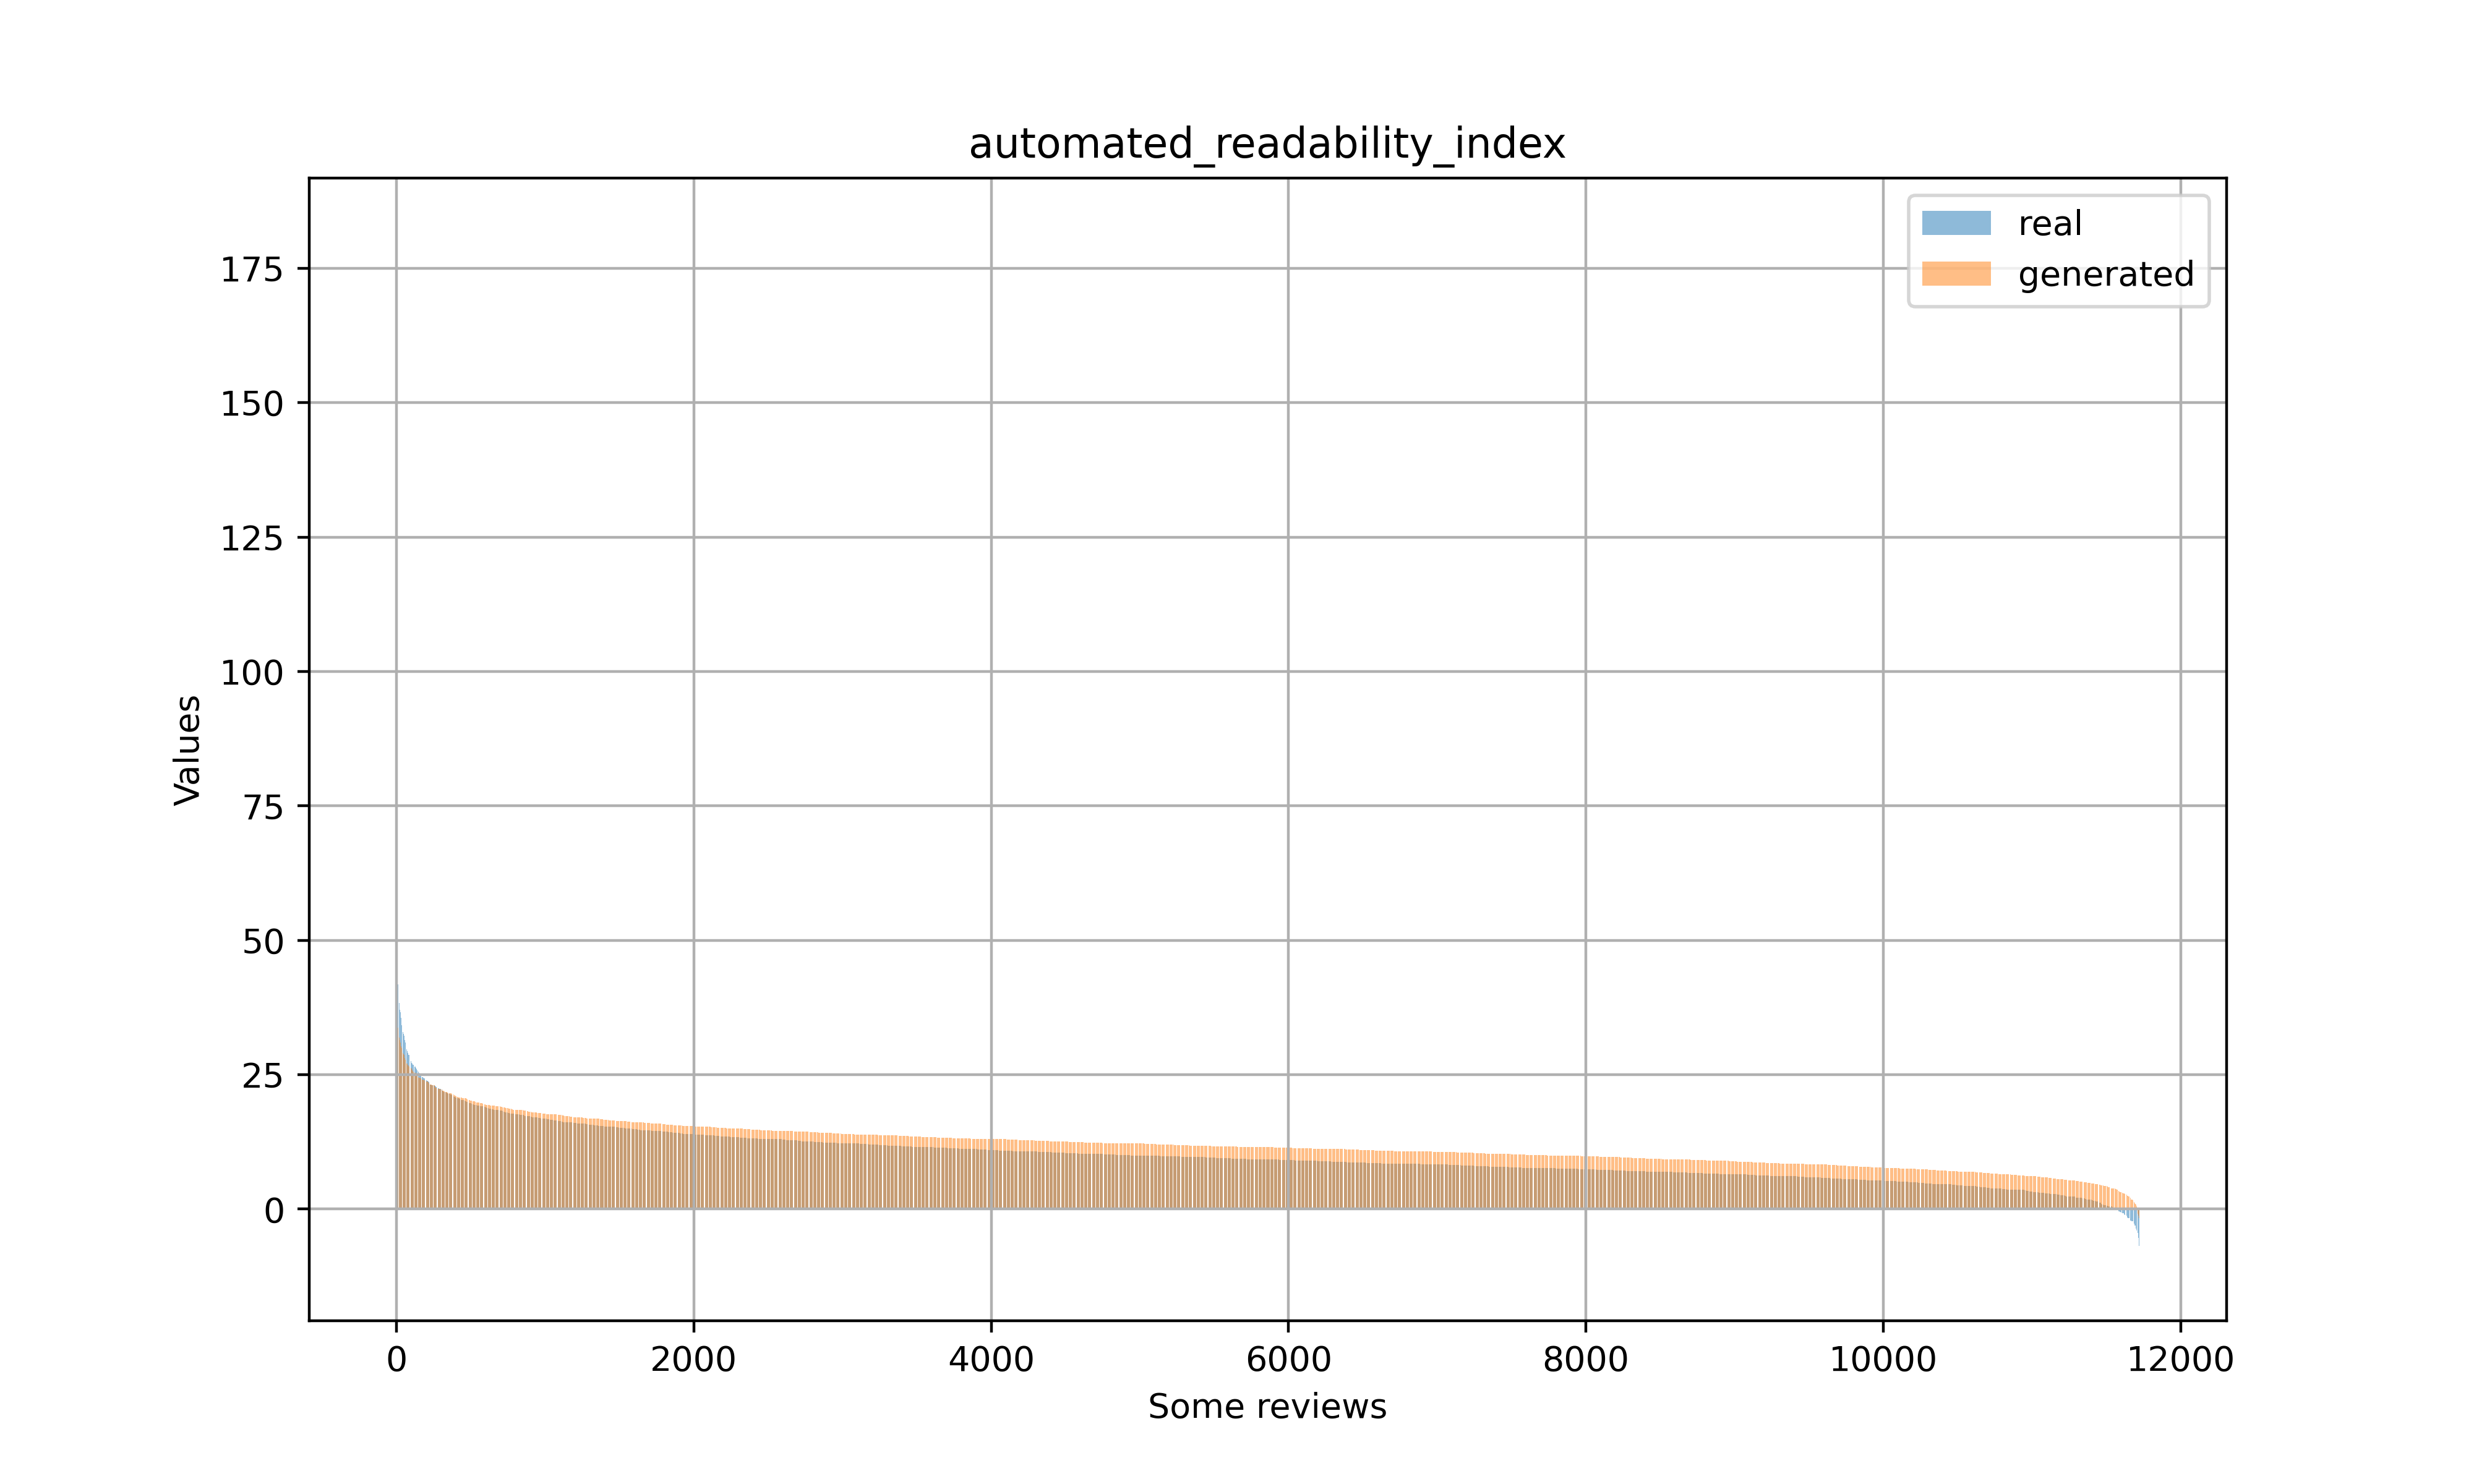 automated_readability_index
real
generated
175
150
125
100
75
50
25
0
Values
0 2000 4000 6000 8000 10000 12000
Some reviews